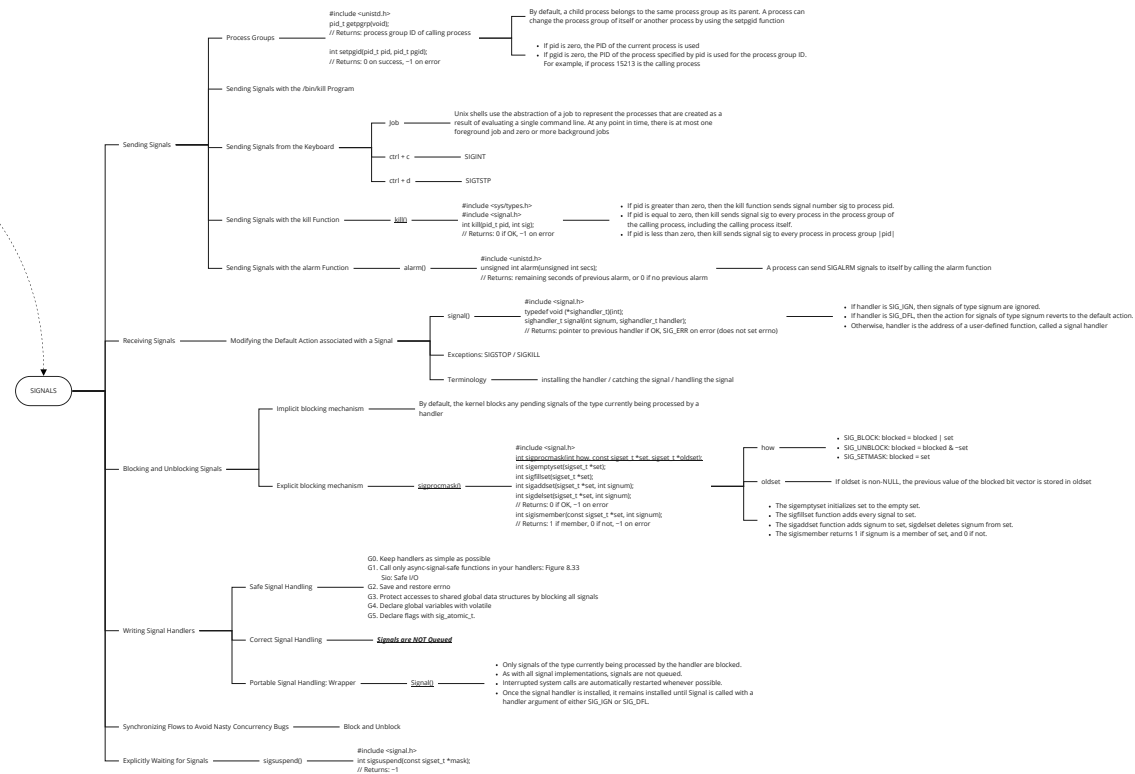 SIGNALS
Sending Signals
Process Groups
#include <unistd.h>
pid_t getpgrp(void);
// Returns: process group ID of calling process
int setpgid(pid_t pid, pid_t pgid);
// Returns: 0 on success, −1 on error
By default, a child process belongs to the same process group as its parent. A process can
change the process group of itself or another process by using the setpgid function
• If pid is zero, the PID of the current process is used
• If pgid is zero, the PID of the process specified by pid is used for the process group ID.
For example, if process 15213 is the calling process
Sending Signals with the /bin/kill Program
Sending Signals from the Keyboard
Job
Unix shells use the abstraction of a job to represent the processes that are created as a
result of evaluating a single command line. At any point in time, there is at most one
foreground job and zero or more background jobs
ctrl + c
SIGINT
ctrl + d
SIGTSTP
Sending Signals with the kill Function
kill()
#include <sys/types.h>
#include <signal.h>
int kill(pid_t pid, int sig);
// Returns: 0 if OK, −1 on error
• If pid is greater than zero, then the kill function sends signal number sig to process pid.
• If pid is equal to zero, then kill sends signal sig to every process in the process group of
the calling process, including the calling process itself.
• If pid is less than zero, then kill sends signal sig to every process in process group |pid|
Sending Signals with the alarm Function
alarm()
#include <unistd.h>
unsigned int alarm(unsigned int secs);
// Returns: remaining seconds of previous alarm, or 0 if no previous alarm
A process can send SIGALRM signals to itself by calling the alarm function
Receiving Signals
Modifying the Default Action associated with a Signal
signal()
#include <signal.h>
typedef void (*sighandler_t)(int);
sighandler_t signal(int signum, sighandler_t handler);
// Returns: pointer to previous handler if OK, SIG_ERR on error (does not set errno)
• If handler is SIG_IGN, then signals of type signum are ignored.
• If handler is SIG_DFL, then the action for signals of type signum reverts to the default action.
• Otherwise, handler is the address of a user-defined function, called a signal handler
Exceptions: SIGSTOP / SIGKILL
Terminology
installing the handler / catching the signal / handling the signal
Blocking and Unblocking Signals
Implicit blocking mechanism
By default, the kernel blocks any pending signals of the type currently being processed by a
handler
Explicit blocking mechanism
sigprocmask()
#include <signal.h>
int sigprocmask(int how, const sigset_t *set, sigset_t *oldset);
int sigemptyset(sigset_t *set);
int sigfillset(sigset_t *set);
int sigaddset(sigset_t *set, int signum);
int sigdelset(sigset_t *set, int signum);
// Returns: 0 if OK, −1 on error
int sigismember(const sigset_t *set, int signum);
// Returns: 1 if member, 0 if not, −1 on error
how
• SIG_BLOCK: blocked = blocked | set
• SIG_UNBLOCK: blocked = blocked & ~set
• SIG_SETMASK: blocked = set
oldset
If oldset is non-NULL, the previous value of the blocked bit vector is stored in oldset
• The sigemptyset initializes set to the empty set.
• The sigfillset function adds every signal to set.
• The sigaddset function adds signum to set, sigdelset deletes signum from set.
• The sigismember returns 1 if signum is a member of set, and 0 if not.
Writing Signal Handlers
Safe Signal Handling
G0. Keep handlers as simple as possible
G1. Call only async-signal-safe functions in your handlers: Figure 8.33
Sio: Safe I/O
G2. Save and restore errno
G3. Protect accesses to shared global data structures by blocking all signals
G4. Declare global variables with volatile
G5. Declare flags with sig_atomic_t.
Correct Signal Handling
Signals are NOT Queued
Portable Signal Handling: Wrapper
Signal()
• Only signals of the type currently being processed by the handler are blocked.
• As with all signal implementations, signals are not queued.
• Interrupted system calls are automatically restarted whenever possible.
• Once the signal handler is installed, it remains installed until Signal is called with a
handler argument of either SIG_IGN or SIG_DFL.
Synchronizing Flows to Avoid Nasty Concurrency Bugs
Block and Unblock
Explicitly Waiting for Signals
sigsuspend()
#include <signal.h>
int sigsuspend(const sigset_t *mask);
// Returns: −1